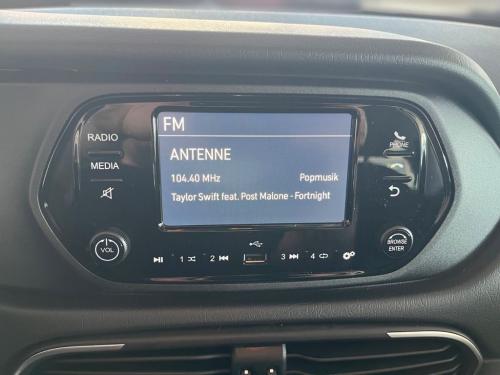 FM
RADIO
ANTENNE
PHONE
MEDIA
104.40 MHz Popmusik
Taylor Swift feat. Post Malone - Fortnight
VOL
BROWSE
ENTER
1 2 3 4